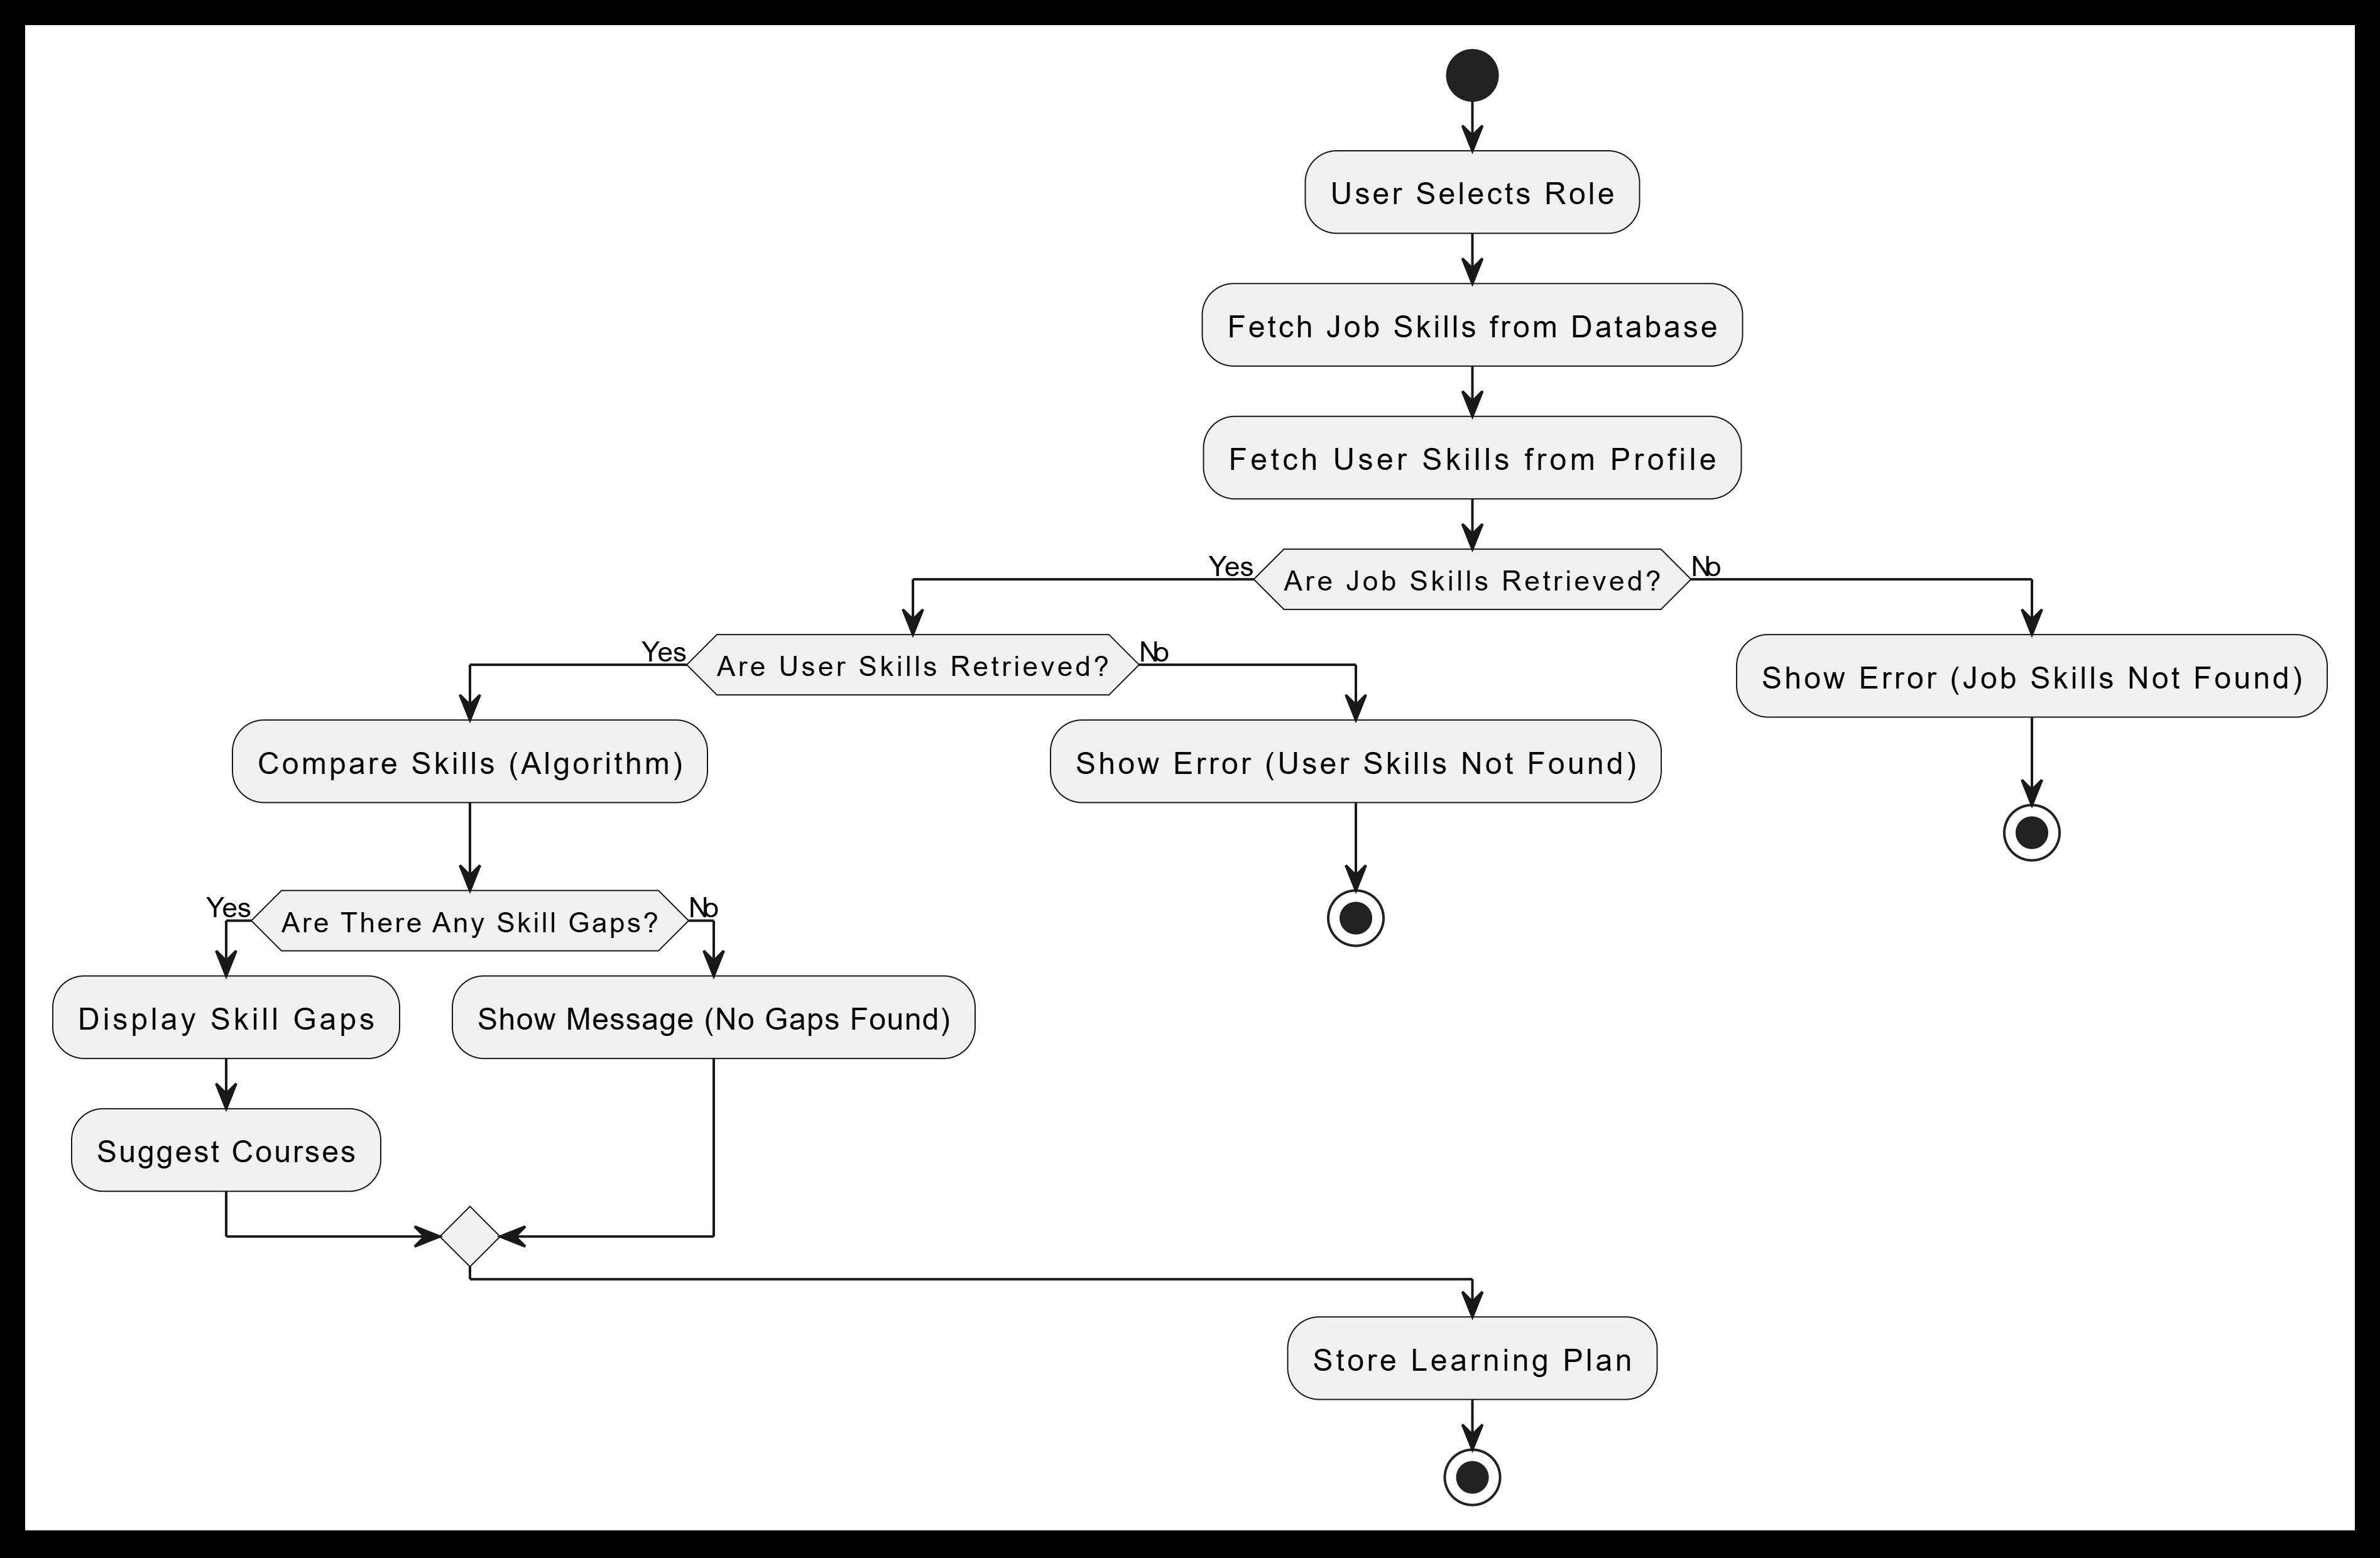 User Selects Role
Fetch Job Skills from Database
Fetch User Skills from Profile
Yes
Are Job Skills Retrieved?
No
Yes
Are User Skills Retrieved?
No
Show Error (Job Skills Not Found)
Compare Skills (Algorithm)
Show Error (User Skills Not Found)
Yes
Are There Any Skill Gaps?
No
Display Skill Gaps
Show Message (No Gaps Found)
Suggest Courses
Store Learning Plan